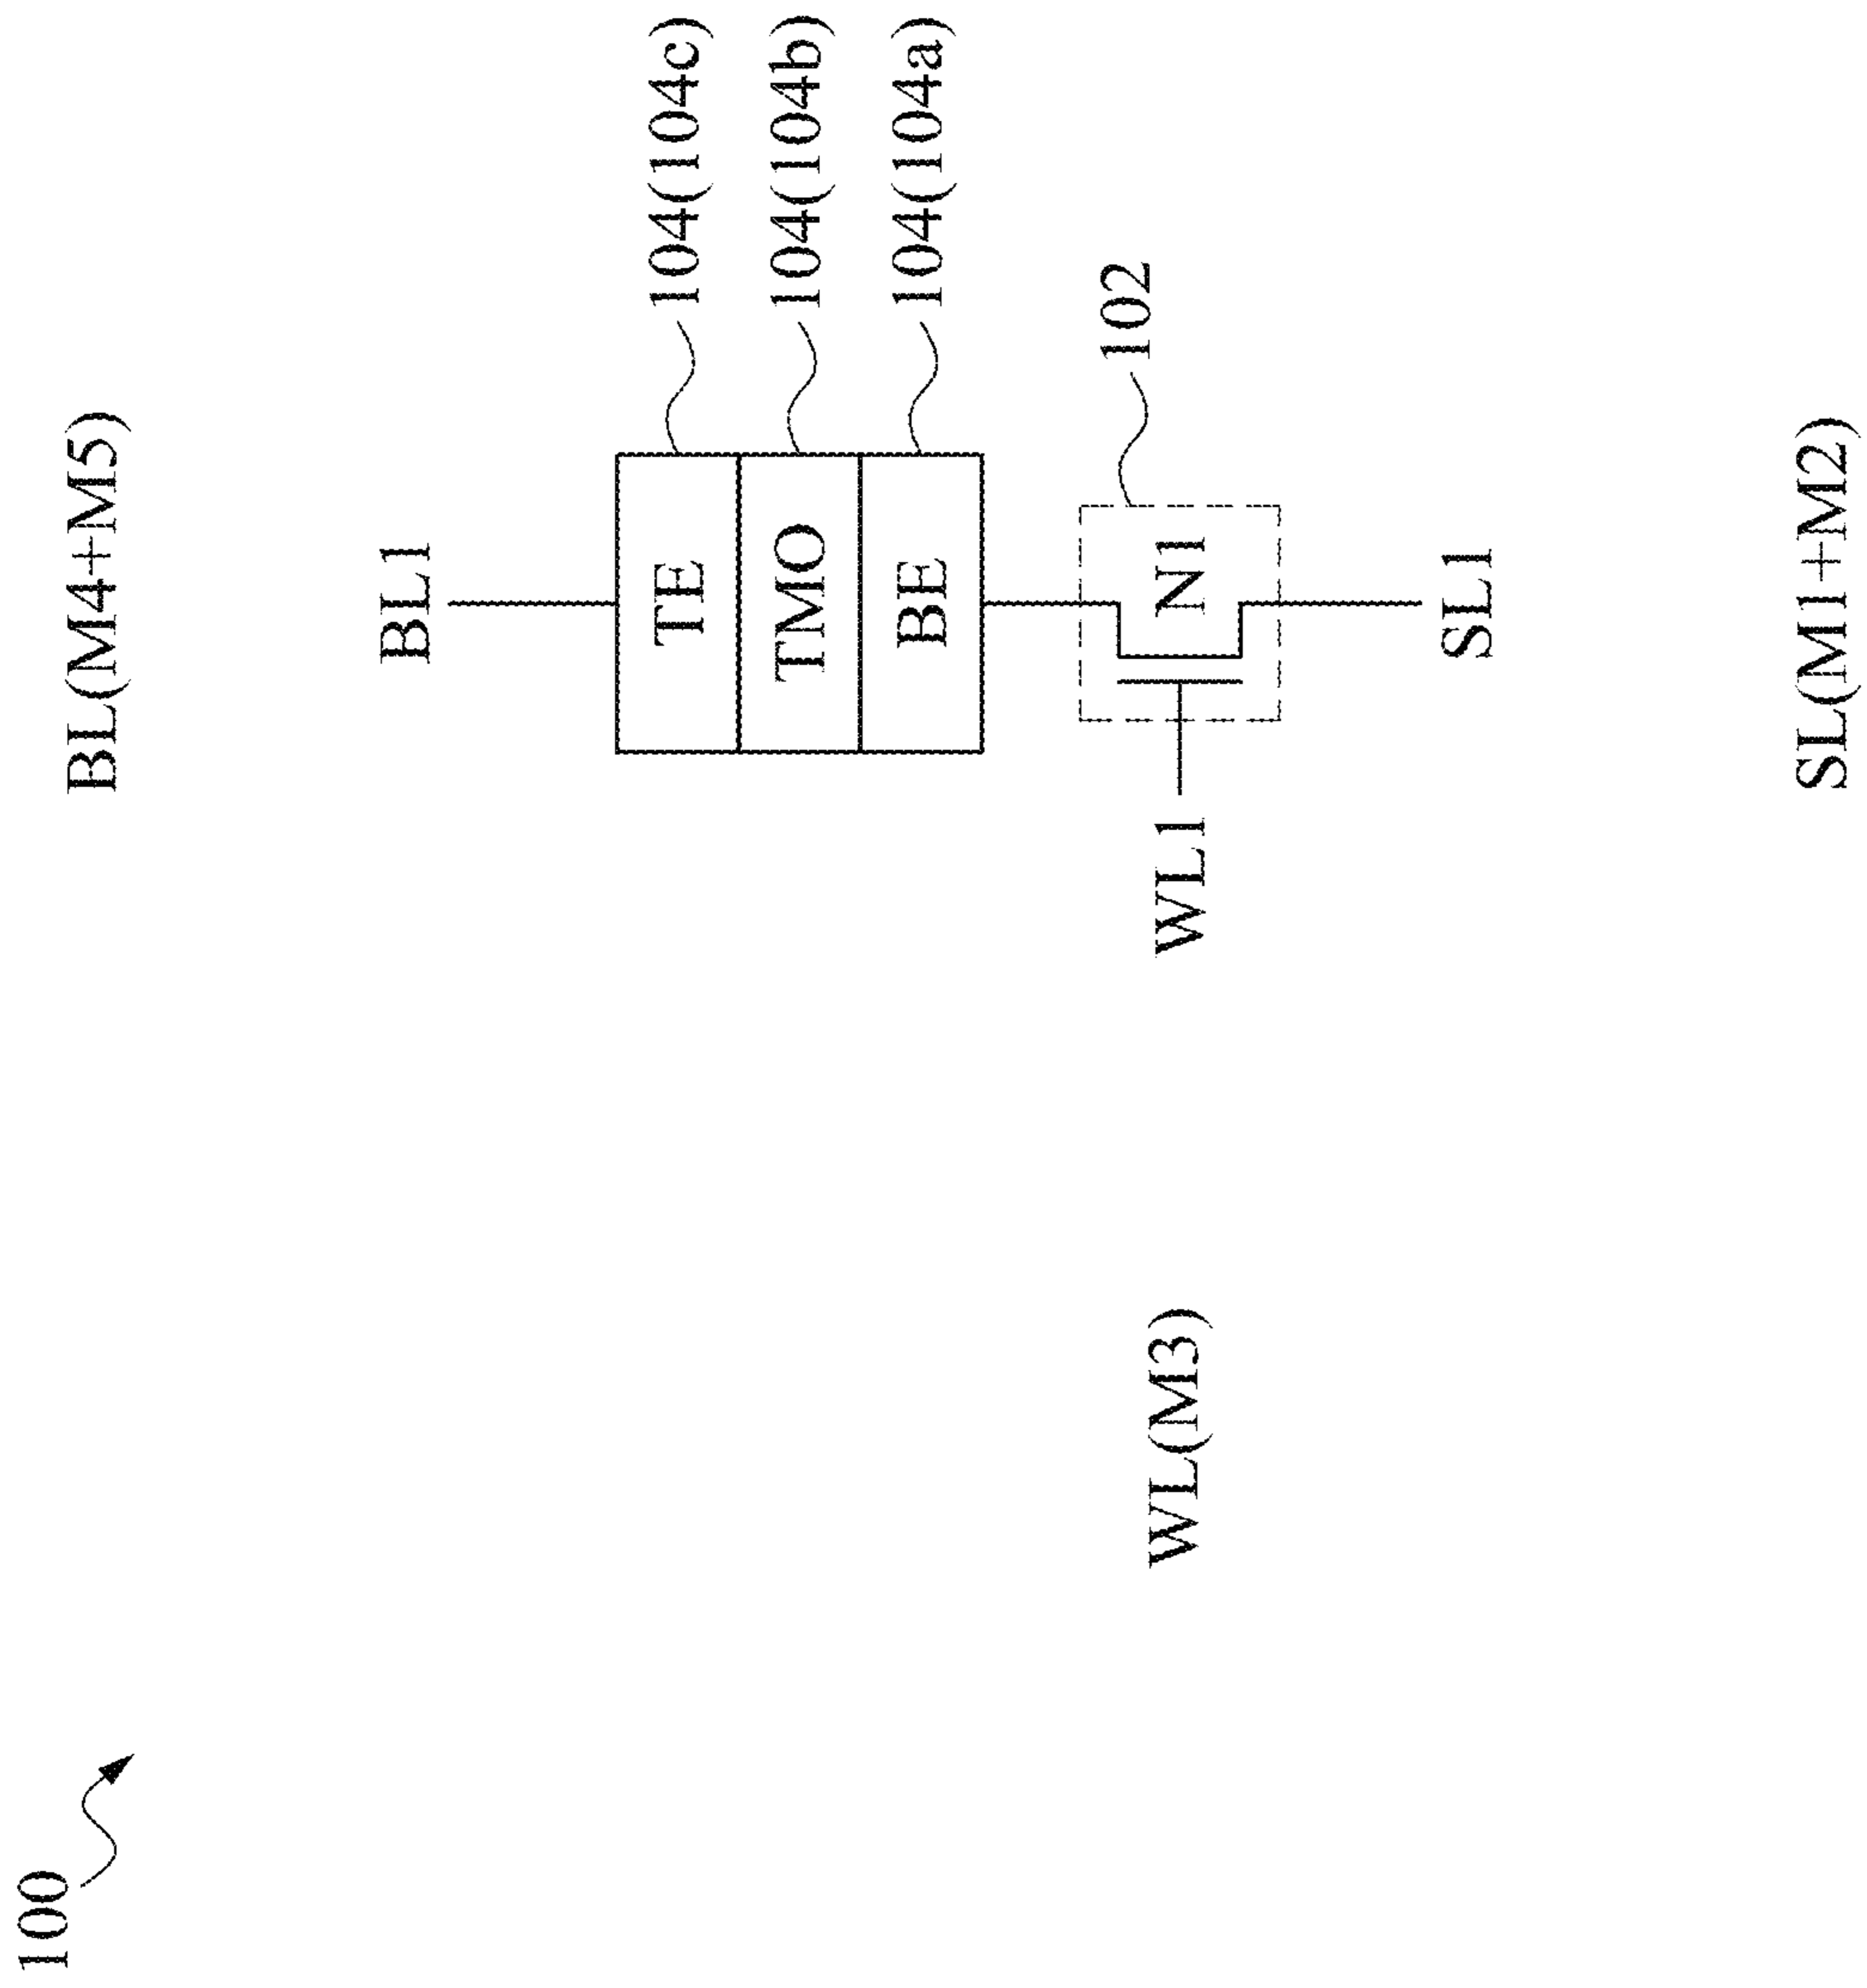 100
BL(M4+M5)
BL1
TE
104(104c)
TMO
104(104b)
BE
104(104a)
102
WL(M3)
WL1
N1
SL1
SL(M1+M2)